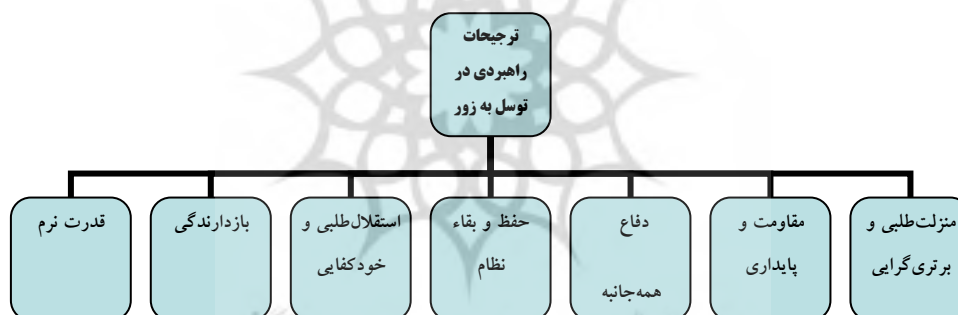 ترجیحات
راهبردی در
توسل به زور
منزلت‌طلبی و
برتری‌گرایی
مقاومت و
پایداری
دفاع
همه‌جانبه
حفظ و بقاء
نظام
استقلال‌طلبی و
خودکفایی
بازدارندگی
قدرت نرم